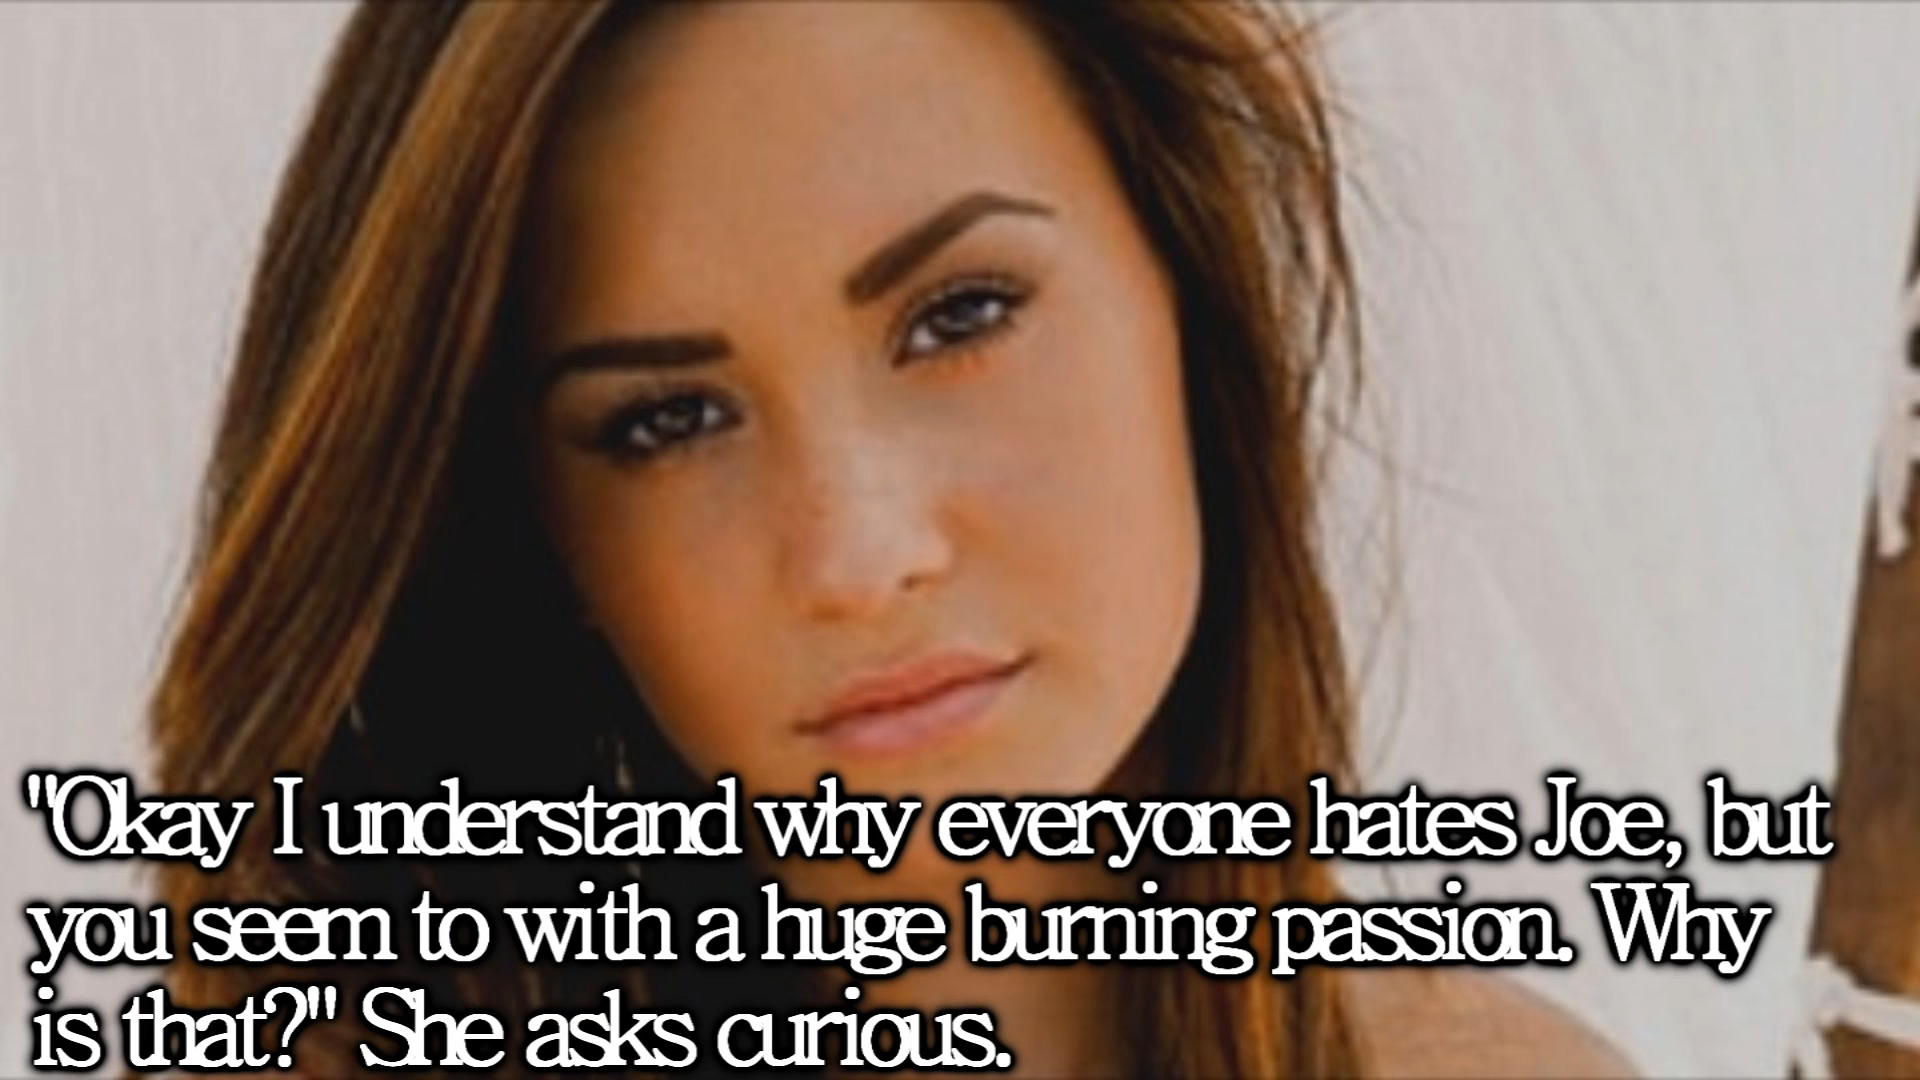 "Okay I understand why everyone hates Joe, but
you seem to with a huge burning passion. Why
is that?" She asks curious.